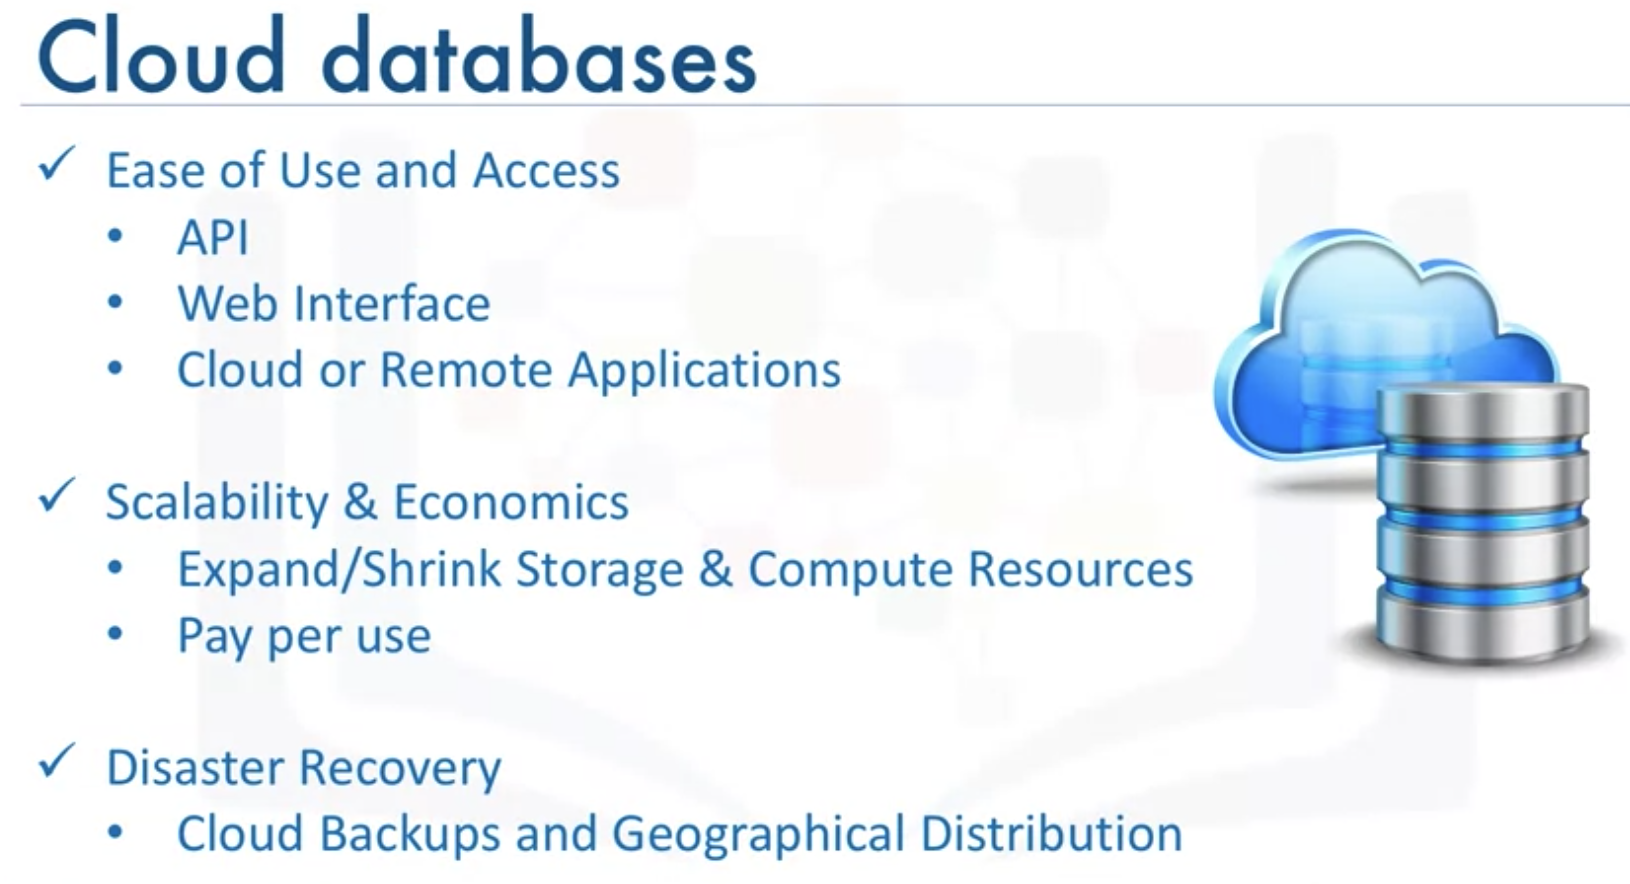 Cloud databases
✓ Ease of Use and Access
• API
• Web Interface
• Cloud or Remote Applications
✓ Scalability & Economics
• Expand/Shrink Storage & Compute Resources
• Pay per use
✓ Disaster Recovery
• Cloud Backups and Geographical Distribution